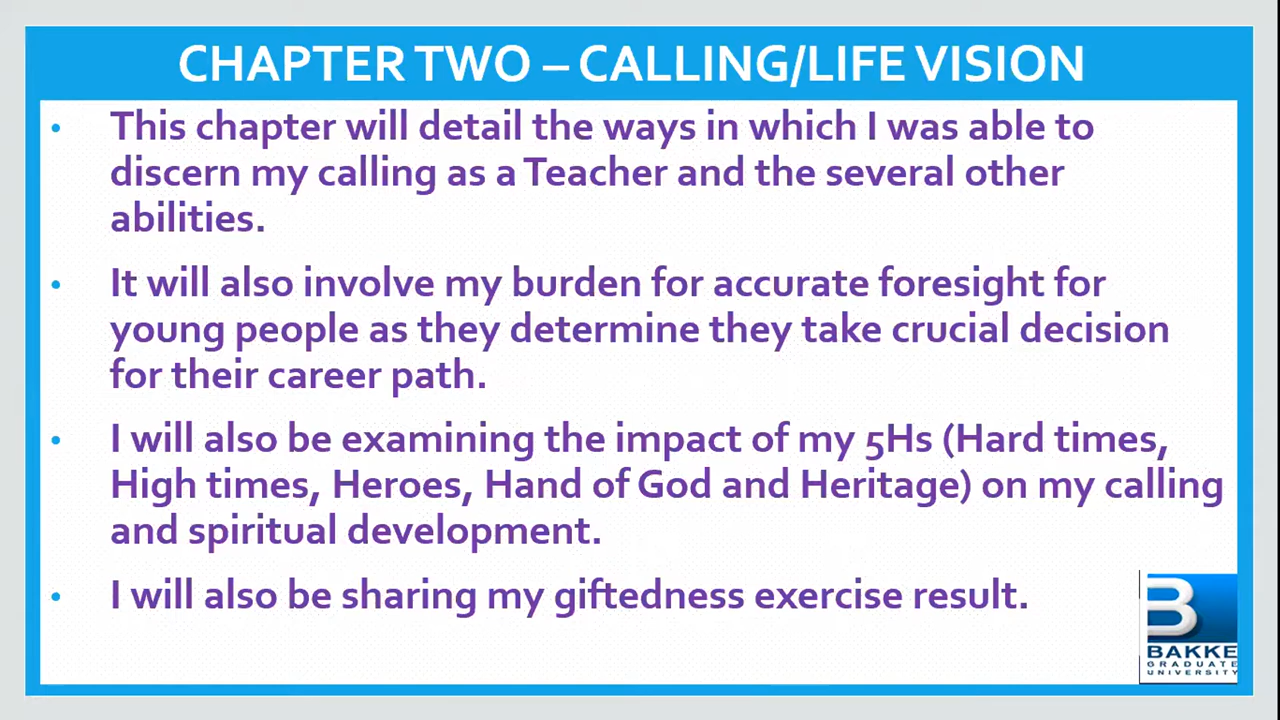 CHAPTER TWO – CALLING/LIFE VISION
• This chapter will detail the ways in which I was able to
discern my calling as a Teacher and the several other
abilities.
• It will also involve my burden for accurate foresight for
young people as they determine they take crucial decision
for their career path.
• I will also be examining the impact of my 5Hs (Hard times,
High times, Heroes, Hand of God and Heritage) on my calling
and spiritual development.
• I will also be sharing my giftedness exercise result.
B
BAKKE
GRADUATE
UNIVERSITY